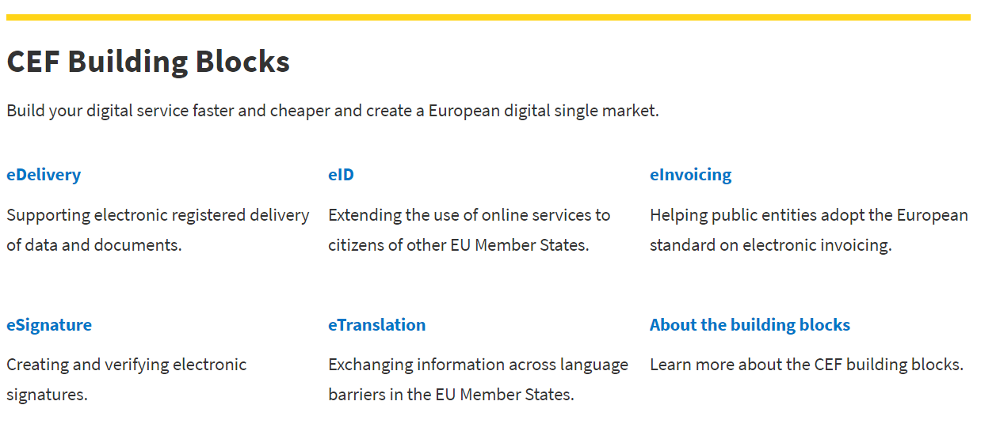 CEF Building Blocks
Build your digital service faster and cheaper and create a European digital single market.
eDelivery
Supporting electronic registered delivery
of data and documents.
eID
Extending the use of online services to
citizens of other EU Member States.
eInvoicing
Helping public entities adopt the European
standard on electronic invoicing.
eSignature
Creating and verifying electronic
signatures.
eTranslation
Exchanging information across language
barriers in the EU Member States.
About the building blocks
Learn more about the CEF building blocks.